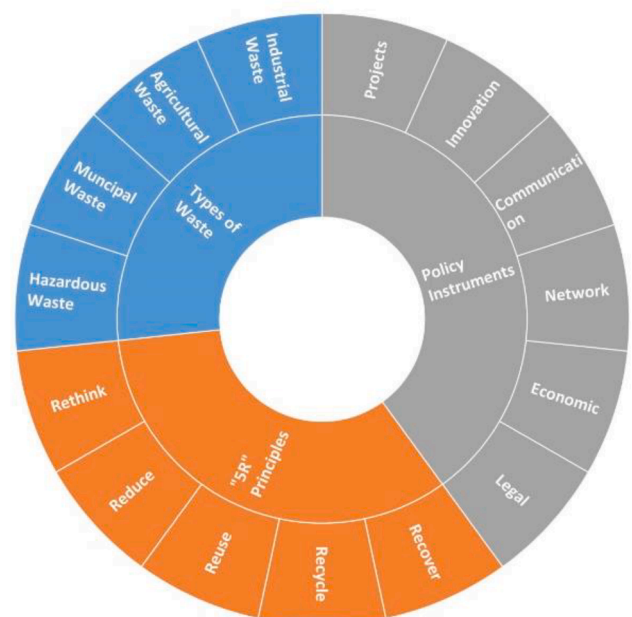 Industrial
Waste
Agricultural
Waste
Muncipal
Waste
Hazardous
Waste
Types of
Waste
Projects
Innovation
Communicati
on
Network
Economic
Legal
Policy
Instruments
"5R"
Principles
Rethink
Reduce
Reuse
Recycle
Recover